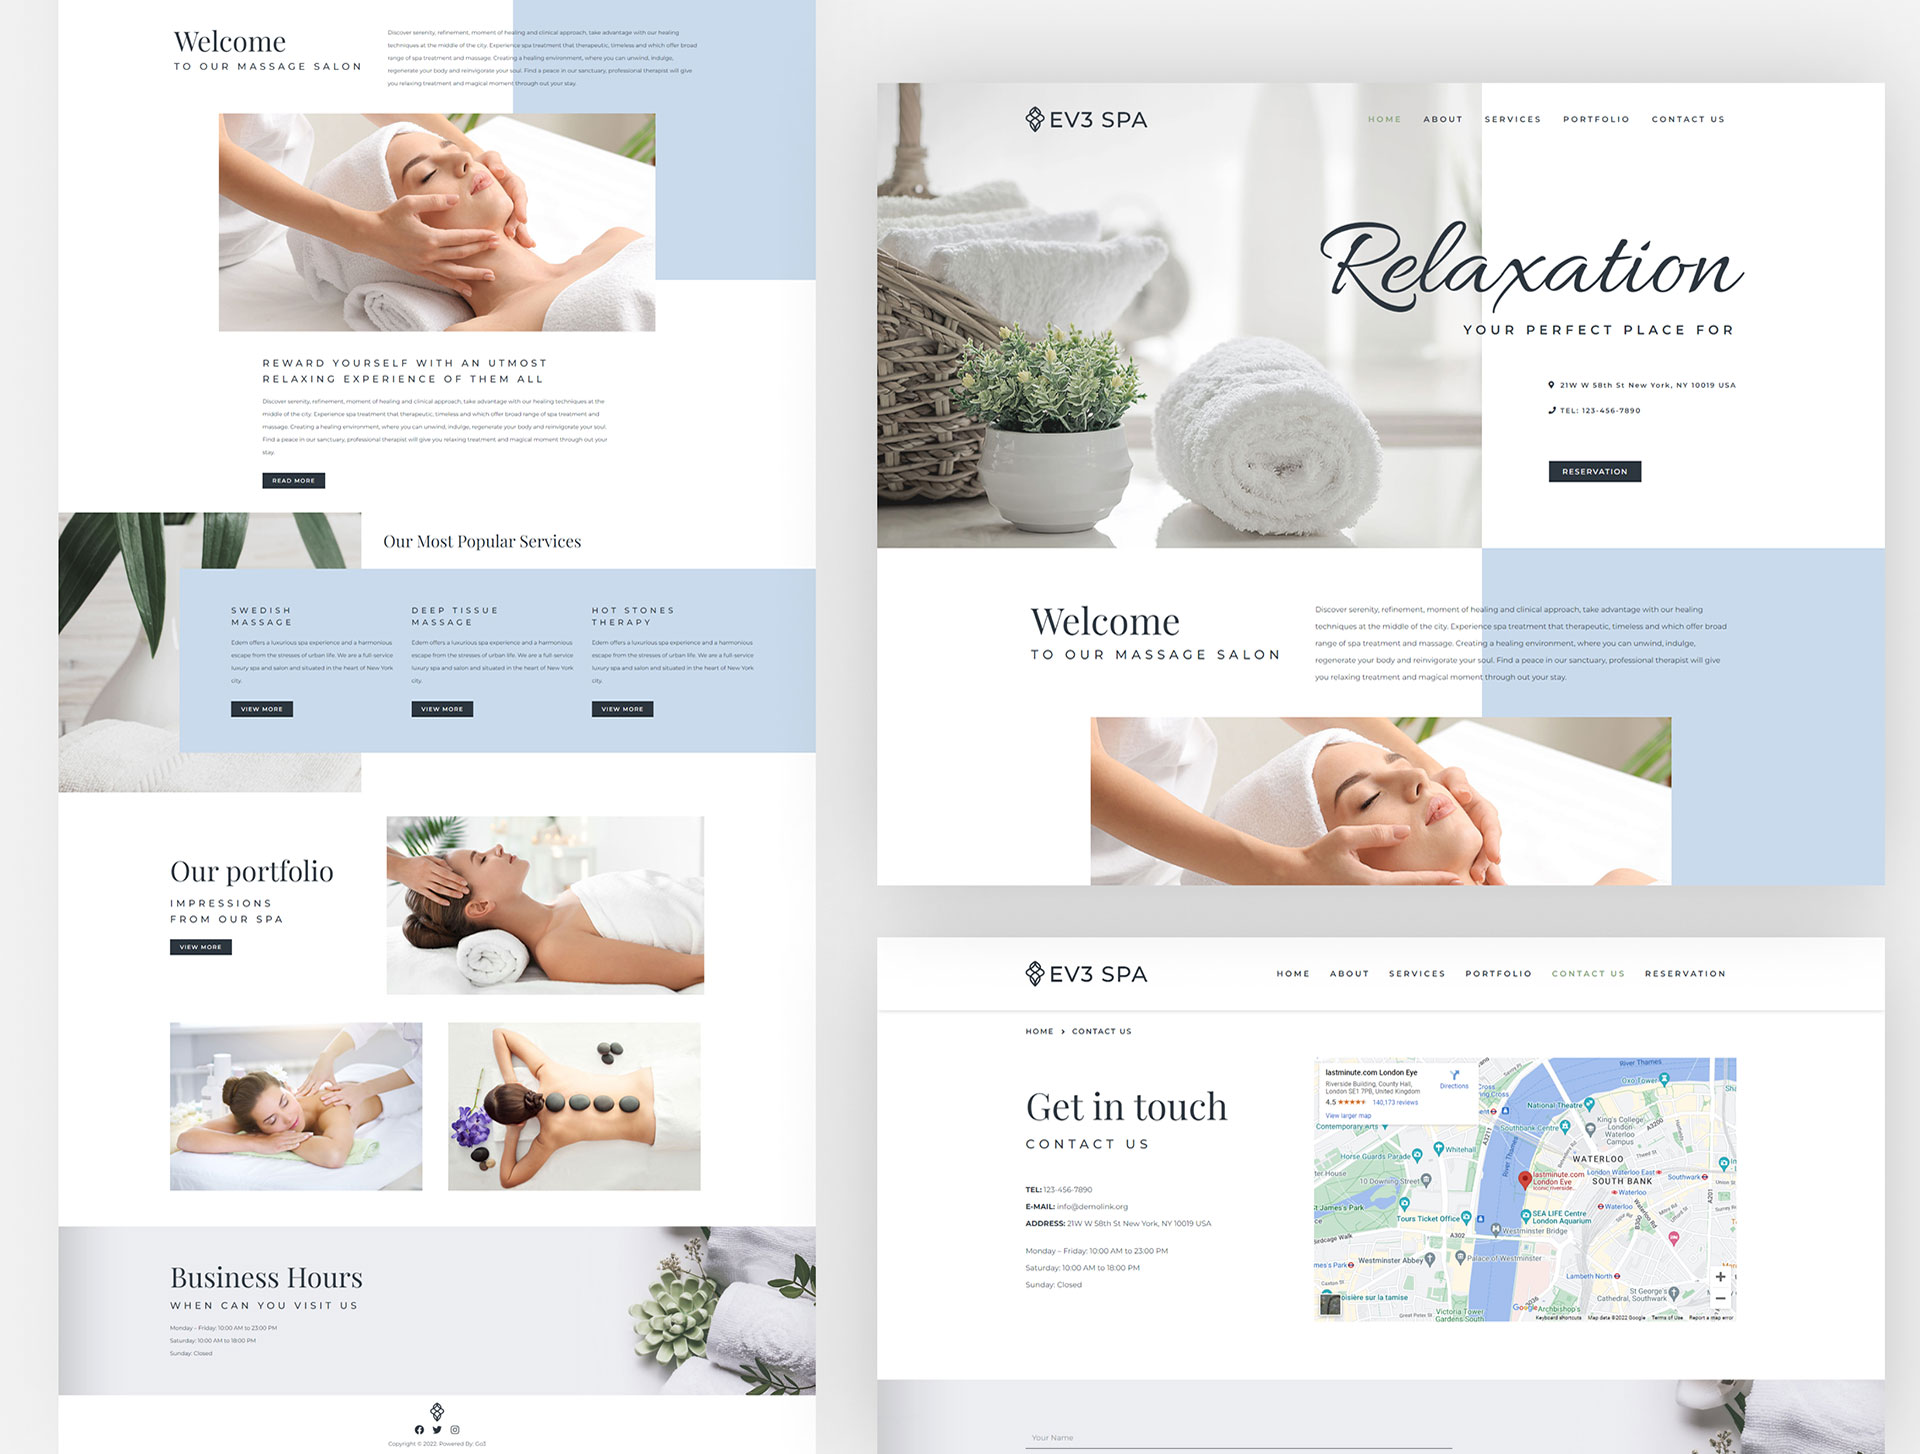 Welcome
TO OUR MASSAGE SALON
Discover serenity, refinement, moment of healing and clinical approach, take advantage with our healing
techniques at the middle of the city. Experience spa treatment that therapeutic, timeless and which offer broad
range of spa treatment and massage. Creating a healing environment, where you can unwind, indulge,
regenerate your body and reinvigorate your soul. Find a peace in our sanctuary, professional therapist will give
you relaxing treatment and magical moment through out your stay.
REWARD YOURSELF WITH AN UTMOST
RELAXING EXPERIENCE OF THEM ALL
Discover serenity, refinement, moment of healing and clinical approach, take advantage with our healing techniques at the
middle of the city. Experience spa treatment that therapeutic, timeless and which offer broad range of spa treatment and
massage. Creating a healing environment, where you can unwind, indulge, regenerate your body and reinvigorate your soul.
Find a peace in our sanctuary, professional therapist will give you relaxing treatment and magical moment through out your
stay.
READ MORE
Our Most Popular Services
SWEDISH
MASSAGE
Edem offers a luxurious spa experience and a harmonious
escape from the stresses of urban life. We are a full-service
luxury spa and salon and situated in the heart of New York
city.
VIEW MORE
DEEP TISSUE
MASSAGE
Edem offers a luxurious spa experience and a harmonious
escape from the stresses of urban life. We are a full-service
luxury spa and salon and situated in the heart of New York
city.
VIEW MORE
HOT STONES
THERAPY
Edem offers a luxurious spa experience and a harmonious
escape from the stresses of urban life. We are a full-service
luxury spa and salon and situated in the heart of New York
city.
VIEW MORE
Our portfolio
IMPRESSIONS
FROM OUR SPA
VIEW MORE
Business Hours
WHEN CAN YOU VISIT US
Monday – Friday: 10:00 AM to 23:00 PM
Saturday: 10:00 AM to 18:00 PM
Sunday: Closed
Copyright © 2022. Powered By: Go3
EV3 SPA
HOME ABOUT SERVICES PORTFOLIO CONTACT US
Relaxation
YOUR PERFECT PLACE FOR
21W W 58th St New York, NY 10019 USA
TEL: 123-456-7890
RESERVATION
Welcome
TO OUR MASSAGE SALON
Discover serenity, refinement, moment of healing and clinical approach, take advantage with our healing
techniques at the middle of the city. Experience spa treatment that therapeutic, timeless and which offer broad
range of spa treatment and massage. Creating a healing environment, where you can unwind, indulge,
regenerate your body and reinvigorate your soul. Find a peace in our sanctuary, professional therapist will give
you relaxing treatment and magical moment through out your stay.
EV3 SPA
HOME ABOUT SERVICES PORTFOLIO CONTACT US RESERVATION
HOME > CONTACT US
Get in touch
CONTACT US
TEL: 123-456-7890
E-MAIL: info@demolink.org
ADDRESS: 21W W 58th St New York, NY 10019 USA
Monday – Friday: 10:00 AM to 23:00 PM
Saturday: 10:00 AM to 18:00 PM
Sunday: Closed
lastminute.com London Eye
Riverside Building, County Hall,
London SE1 7PB, United Kingdom
4.5 140,173 reviews
View larger map
Directions
River Thames
Oxo Tower
National Theatre
King's College
London-
Waterloo
Campus
Southbank Centre
Contemporary Arts
Whitehall
Horse Guards Parade
10 Downing Street
WATERLOO
London Waterloo East
SOUTH BANK
Southwark
Waterloo
lastminute.com
London Eye
River Thames
St James's Park
Tours Ticket Office
SEA LIFE Centre
London Aquarium
Waterloo
Birdcage Walk
A302
Westminster Bridge
Westminster Abbey
Palace of Westminster
Lambeth North
St George's
Cathedral, Southwark
Victoria Tower
Gardens South
Google
Archbishop's
Keyboard shortcuts Map data ©2022 Google Terms of Use Report a map error
Your Name